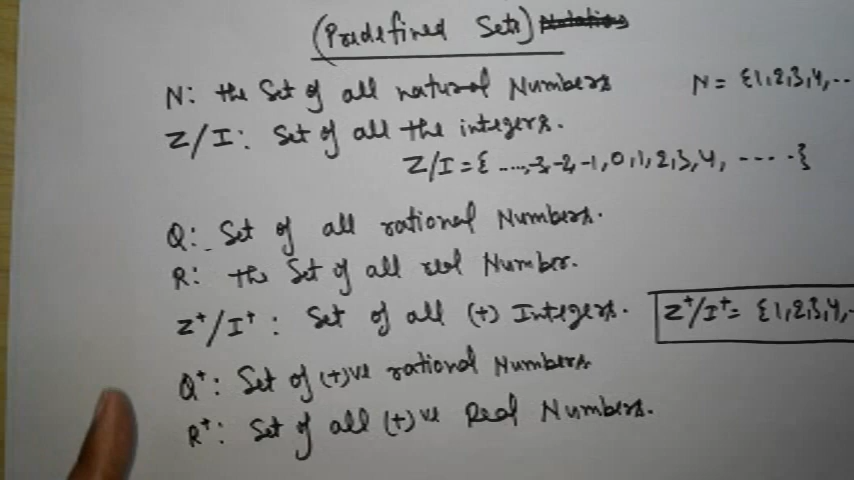 (Predefined Sets)
N: the Set of all natural Numbers N = {1,2,3,4,..
Z/I: Set of all the integers.
Z/I = {....,-3,-2,-1,0,1,2,3,4, ----·}
Q: Set of all rational Numbers.
R: the Set of all real Number.
Z⁺/I⁺: Set of all (+) Integers. Z⁺/I⁺= {1,2,3,4,-
Q⁺: Set of (+)ve rational Numbers
R⁺: Set of all (+)ve Real Numbers.